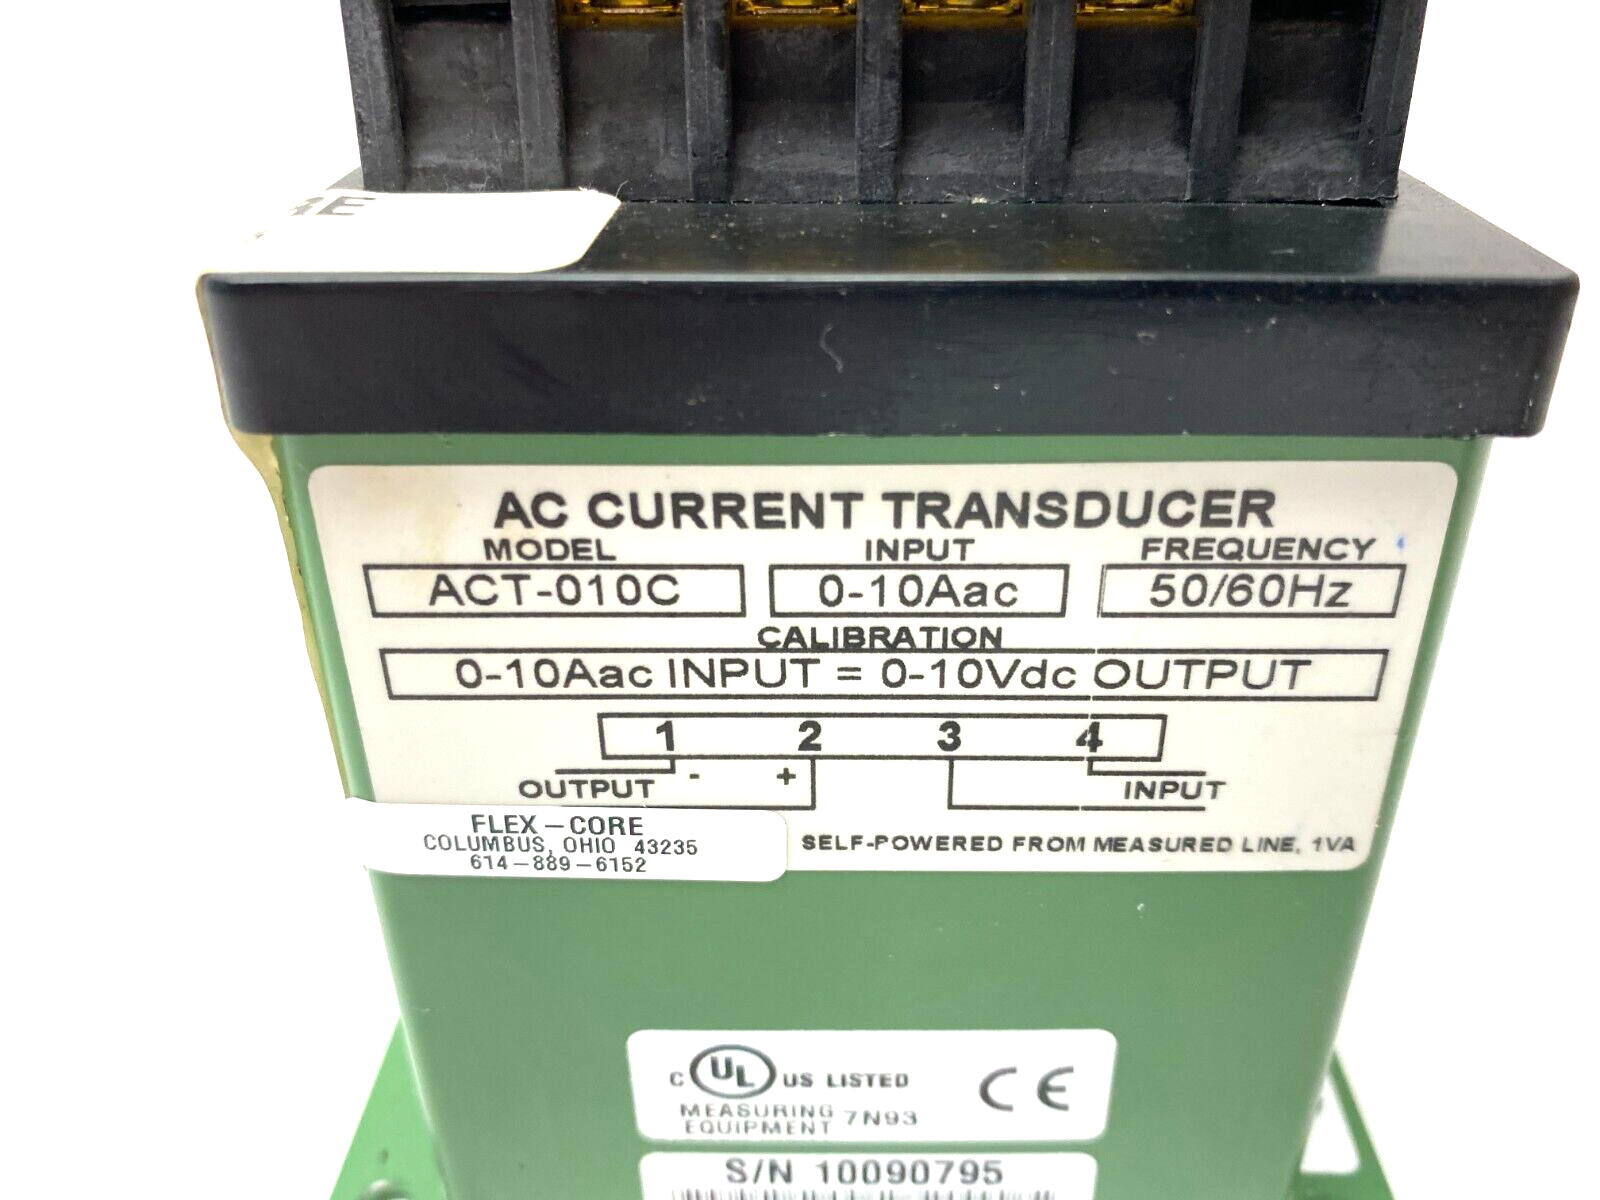 AC CURRENT TRANSDUCER
MODEL INPUT FREQUENCY
ACT-010C 0-10Aac 50/60Hz
CALIBRATION
0-10Aac INPUT = 0-10Vdc OUTPUT
1 2 3 4
- +
OUTPUT INPUT
FLEX-CORE
COLUMBUS, OHIO 43235
614-889-6152
SELF-POWERED FROM MEASURED LINE, 1VA
C UL US LISTED CE
MEASURING
EQUIPMENT 7N93
S/N 10090795